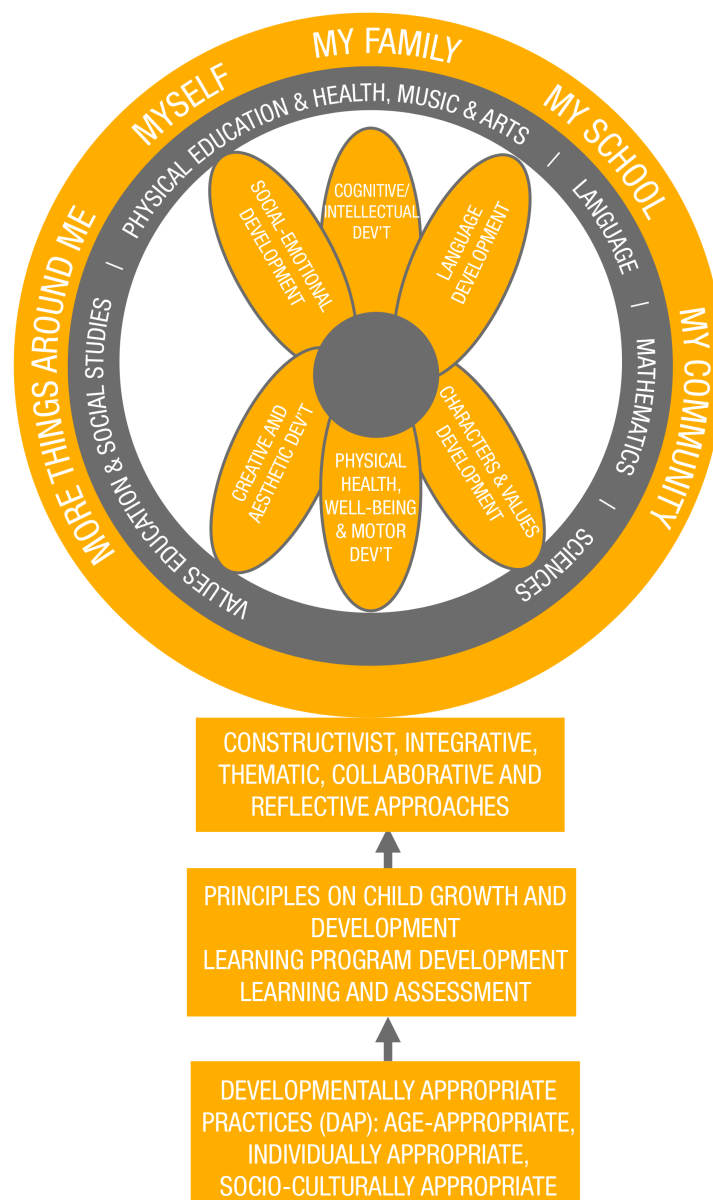 MORE THINGS AROUND ME
MYSELF
MY FAMILY
MY SCHOOL
MY COMMUNITY
VALUES EDUCATION & SOCIAL STUDIES | PHYSICAL EDUCATION & HEALTH, MUSIC & ARTS | LANGUAGE | MATHEMATICS | SCIENCES
SOCIAL-EMOTIONAL
DEVELOPMENT
COGNITIVE/
INTELLECTUAL
DEV'T
LANGUAGE
DEVELOPMENT
CREATIVE AND
AESTHETIC DEV'T
PHYSICAL
HEALTH,
WELL-BEING
& MOTOR
DEV'T
CHARACTERS & VALUES
DEVELOPMENT
CONSTRUCTIVIST, INTEGRATIVE,
THEMATIC, COLLABORATIVE AND
REFLECTIVE APPROACHES
PRINCIPLES ON CHILD GROWTH AND
DEVELOPMENT
LEARNING PROGRAM DEVELOPMENT
LEARNING AND ASSESSMENT
DEVELOPMENTALLY APPROPRIATE
PRACTICES (DAP): AGE-APPROPRIATE,
INDIVIDUALLY APPROPRIATE,
SOCIO-CULTURALLY APPROPRIATE